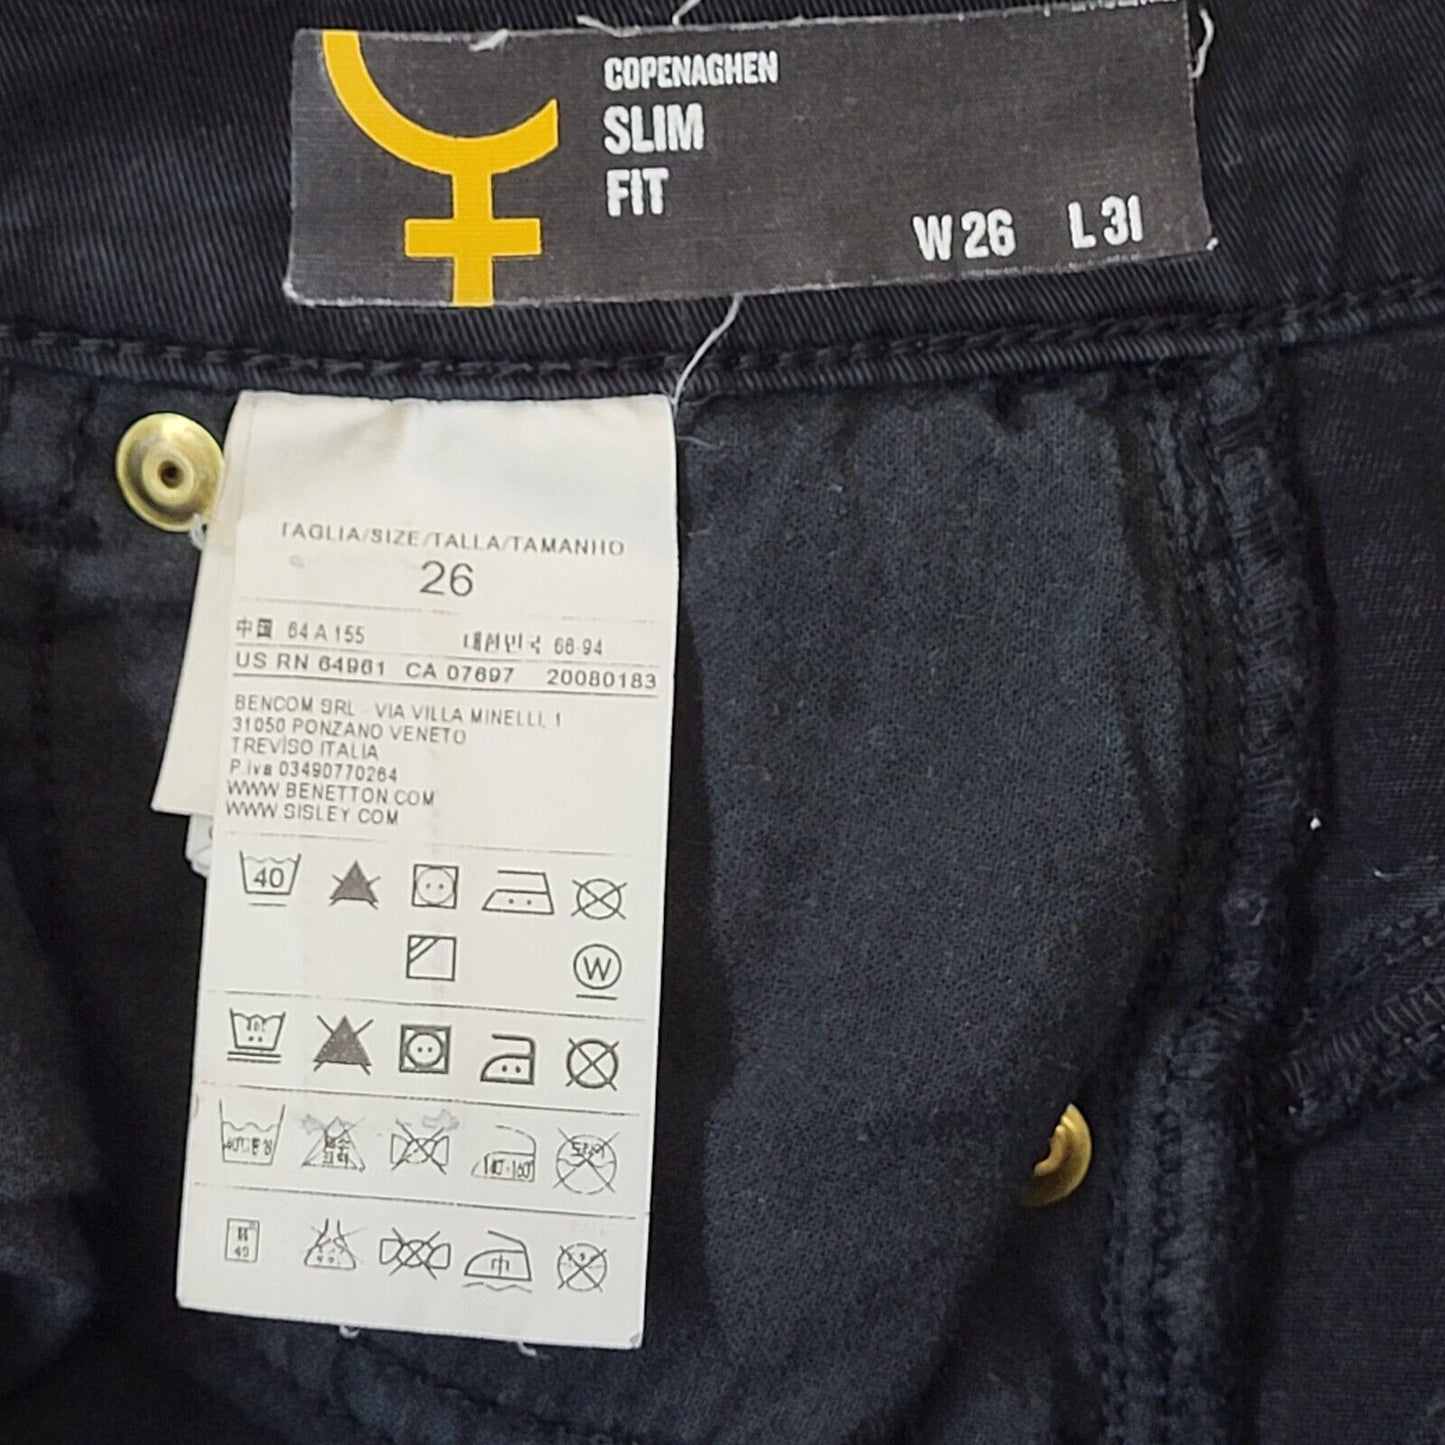 COPENAGHEN
SLIM
FIT
W 26 L 31
TAGLIA/SIZE/TALLA/TAMANHO
26
中国 64 A 155 대한민국 66-94
US RN 64961 CA 07697 20080183
BENCOM SRL - VIA VILLA MINELLI, 1
31050 PONZANO VENETO
TREVISO ITALIA
P.iva 03490770264
WWW BENETTON COM
WWW SISLEY COM
40
W
40
中